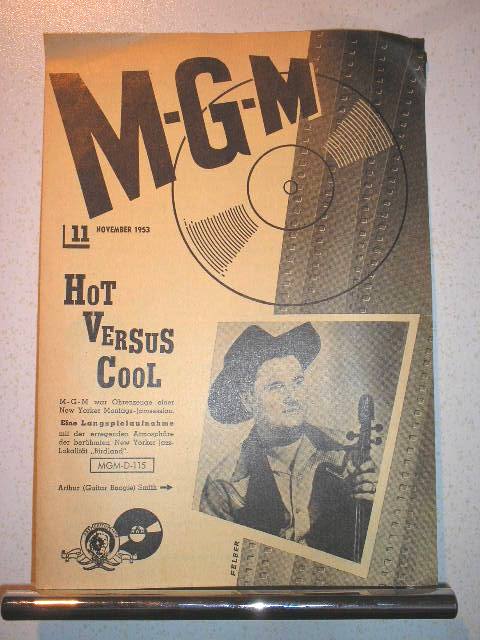 M-G-M
11 NOVEMBER 1953
HOT
VERSUS
COOL
M-G-M war Ohrenzeuge einer
New Yorker Montags-Jamsession.
Eine Langspielaufnahme
mit der erregenden Atmosphäre
der berühmten New Yorker Jazz-
Lokalität „Birdland".
MGM-D-115
Arthur (Guitar Boogie) Smith
FELBER